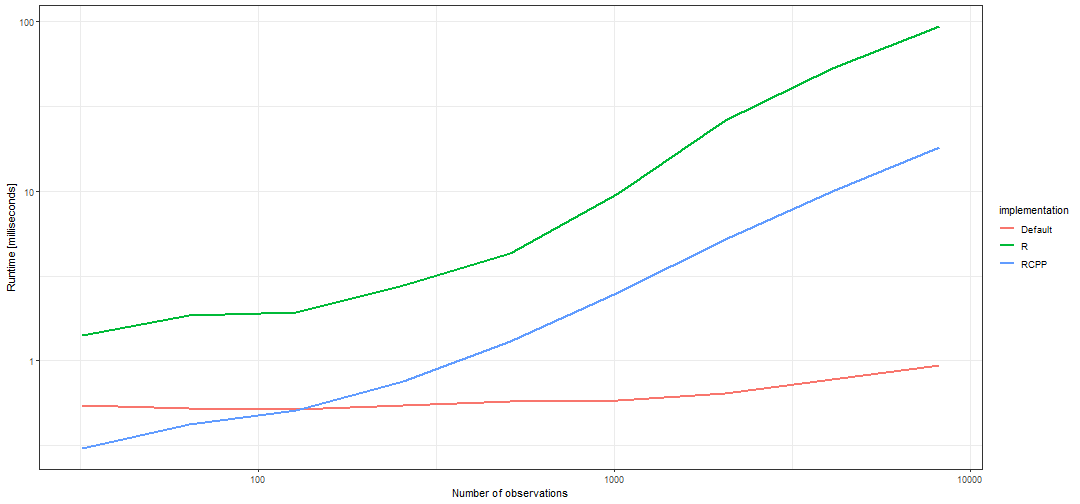 100
10
1
Runtime [milliseconds]
100
1000
10000
Number of observations
implementation
Default
R
RCPP